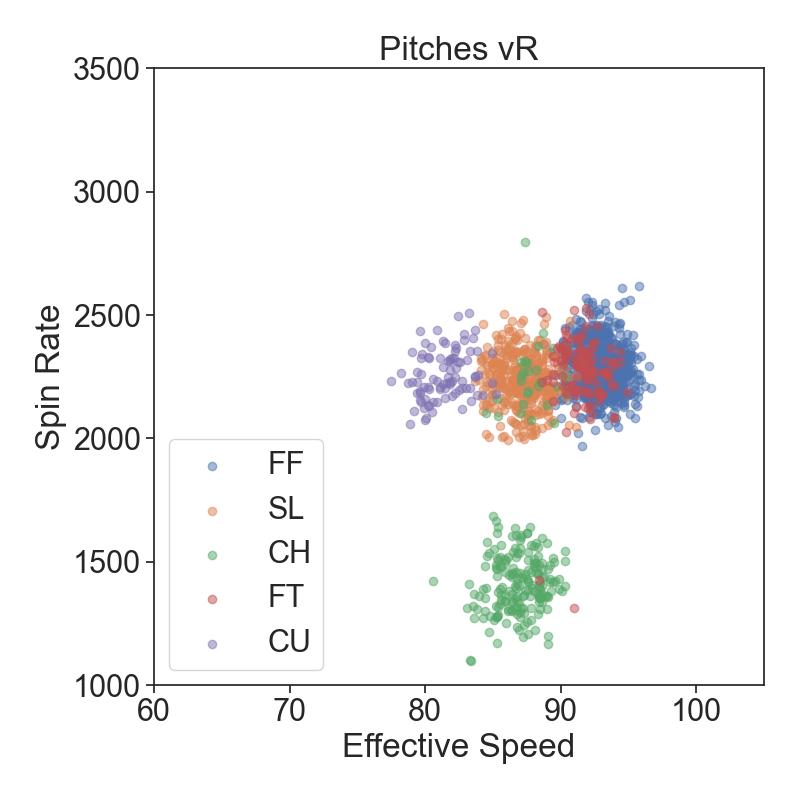 Pitches vR
3500
3000
2500
2000
1500
1000
Spin Rate
FF
SL
CH
FT
CU
60 70 80 90 100
Effective Speed